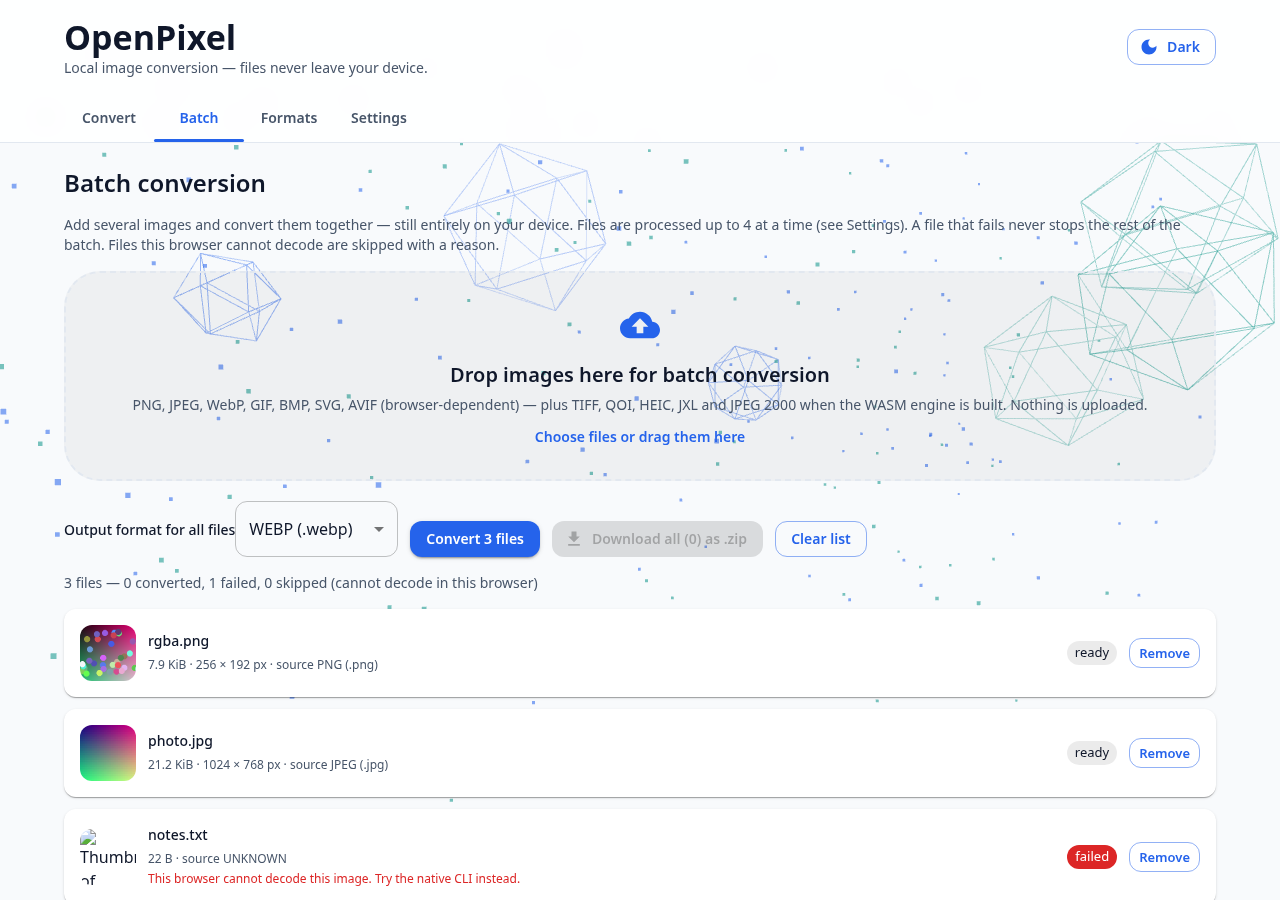 OpenPixel
Local image conversion — files never leave your device.
Dark
Convert
Batch
Formats
Settings
Batch conversion
Add several images and convert them together — still entirely on your device. Files are processed up to 4 at a time (see Settings). A file that fails never stops the rest of the
batch. Files this browser cannot decode are skipped with a reason.
Drop images here for batch conversion
PNG, JPEG, WebP, GIF, BMP, SVG, AVIF (browser-dependent) — plus TIFF, QOI, HEIC, JXL and JPEG 2000 when the WASM engine is built. Nothing is uploaded.
Choose files or drag them here
Output format for all files
WEBP (.webp)
Convert 3 files
Download all (0) as .zip
Clear list
3 files — 0 converted, 1 failed, 0 skipped (cannot decode in this browser)
rgba.png
7.9 KiB · 256 × 192 px · source PNG (.png)
ready
Remove
photo.jpg
21.2 KiB · 1024 × 768 px · source JPEG (.jpg)
ready
Remove
notes.txt
22 B · source UNKNOWN
This browser cannot decode this image. Try the native CLI instead.
failed
Remove
of